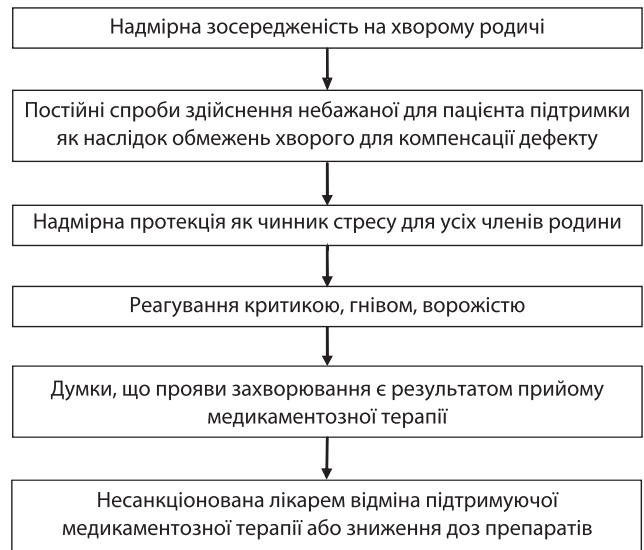 Надмірна зосередженість на хворому родичі
Постійні спроби здійснення небажаної для пацієнта підтримки
як наслідок обмежень хворого для компенсації дефекту
Надмірна протекція як чинник стресу для усіх членів родини
Реагування критикою, гнівом, ворожістю
Думки, що прояви захворювання є результатом прийому
медикаментозної терапії
Несанкціонована лікарем відміна підтримуючої
медикаментозної терапії або зниження доз препаратів